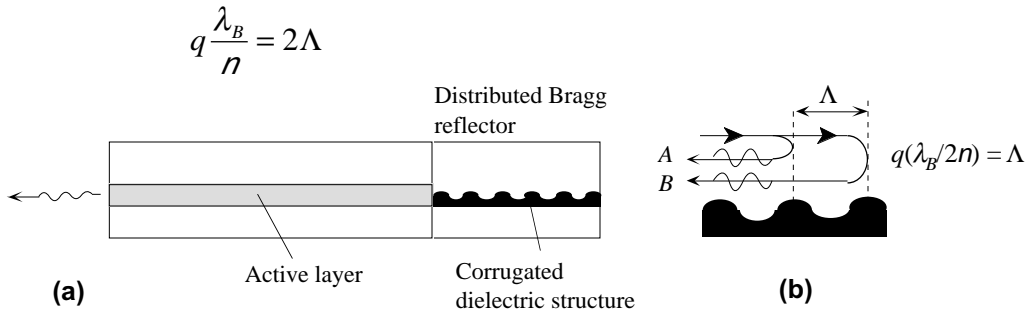 q λ_B/n = 2Λ
Distributed Bragg
reflector
Λ
A
B
q(λ_B/2n) = Λ
Active layer
Corrugated
dielectric structure
(a)
(b)